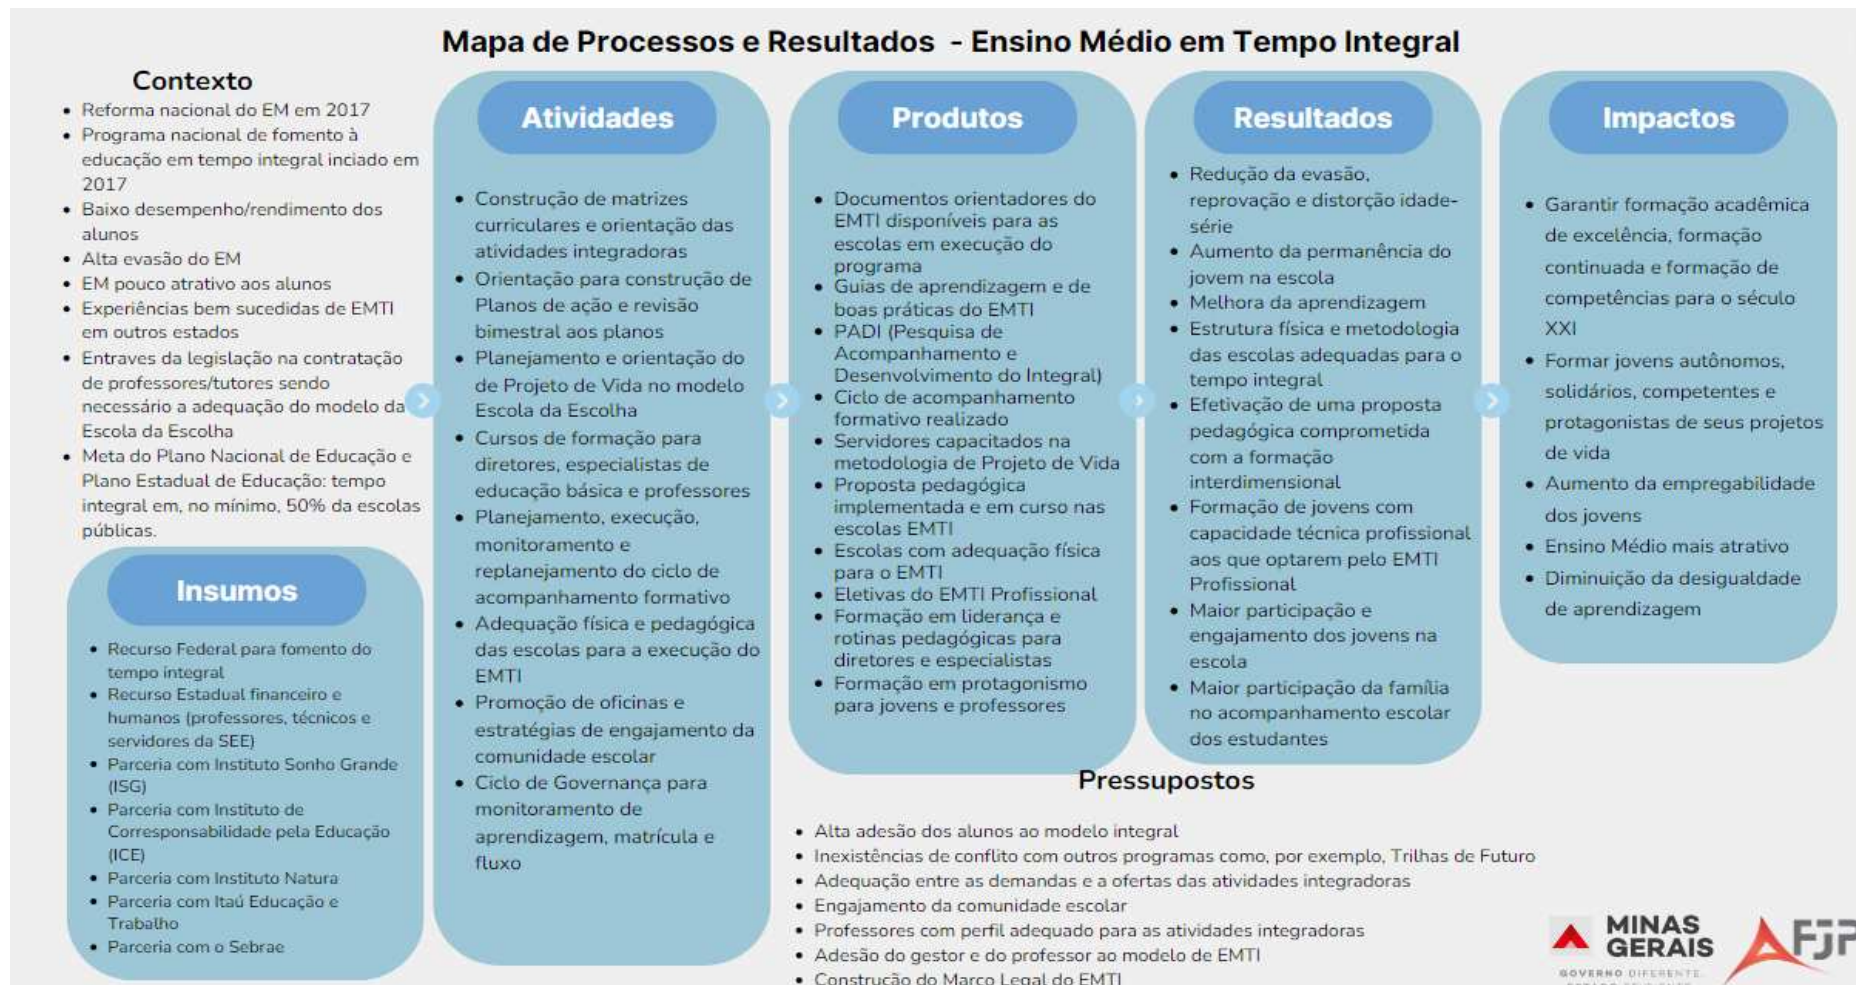 Mapa de Processos e Resultados - Ensino Médio em Tempo Integral
Contexto
• Reforma nacional do EM em 2017
• Programa nacional de fomento à
educação em tempo integral inciado em
2017
• Baixo desempenho/rendimento dos
alunos
• Alta evasão do EM
• EM pouco atrativo aos alunos
• Experiências bem sucedidas de EMTI
em outros estados
• Entraves da legislação na contratação
de professores/tutores sendo
necessário a adequação do modelo da
Escola da Escolha
• Meta do Plano Nacional de Educação e
Plano Estadual de Educação: tempo
integral em, no mínimo, 50% da escolas
públicas.
Insumos
• Recurso Federal para fomento do
tempo integral
• Recurso Estadual financeiro e
humanos (professores, técnicos e
servidores da SEE)
• Parceria com Instituto Sonho Grande
(ISG)
• Parceria com Instituto de
Corresponsabilidade pela Educação
(ICE)
• Parceria com Instituto Natura
• Parceria com Itaú Educação e
Trabalho
• Parceria com o Sebrae
Atividades
• Construção de matrizes
curriculares e orientação das
atividades integradoras
• Orientação para construção de
Planos de ação e revisão
bimestral aos planos
• Planejamento e orientação do
de Projeto de Vida no modelo
Escola da Escolha
• Cursos de formação para
diretores, especialistas de
educação básica e professores
• Planejamento, execução,
monitoramento e
replanejamento do ciclo de
acompanhamento formativo
• Adequação física e pedagógica
das escolas para a execução do
EMTI
• Promoção de oficinas e
estratégias de engajamento da
comunidade escolar
• Ciclo de Governança para
monitoramento de
aprendizagem, matrícula e
fluxo
Produtos
• Documentos orientadores do
EMTI disponíveis para as
escolas em execução do
programa
• Guias de aprendizagem e de
boas práticas do EMTI
• PADI (Pesquisa de
Acompanhamento e
Desenvolvimento do Integral)
• Ciclo de acompanhamento
formativo realizado
• Servidores capacitados na
metodologia de Projeto de Vida
• Proposta pedagógica
implementada e em curso nas
escolas EMTI
• Escolas com adequação física
para o EMTI
• Eletivas do EMTI Profissional
• Formação em liderança e
rotinas pedagógicas para
diretores e especialistas
• Formação em protagonismo
para jovens e professores
Resultados
• Redução da evasão,
reprovação e distorção idade-
série
• Aumento da permanência do
jovem na escola
• Melhora da aprendizagem
• Estrutura física e metodologia
das escolas adequadas para o
tempo integral
• Efetivação de uma proposta
pedagógica comprometida
com a formação
interdimensional
• Formação de jovens com
capacidade técnica profissional
aos que optarem pelo EMTI
Profissional
• Maior participação e
engajamento dos jovens na
escola
• Maior participação da família
no acompanhamento escolar
dos estudantes
Impactos
• Garantir formação acadêmica
de excelência, formação
continuada e formação de
competências para o século
XXI
• Formar jovens autônomos,
solidários, competentes e
protagonistas de seus projetos
de vida
• Aumento da empregabilidade
dos jovens
• Ensino Médio mais atrativo
• Diminuição da desigualdade
de aprendizagem
Pressupostos
• Alta adesão dos alunos ao modelo integral
• Inexistências de conflito com outros programas como, por exemplo, Trilhas de Futuro
• Adequação entre as demandas e a ofertas das atividades integradoras
• Engajamento da comunidade escolar
• Professores com perfil adequado para as atividades integradoras
• Adesão do gestor e do professor ao modelo de EMTI
• Construção do Marco Legal do EMTI
MINAS
GERAIS
GOVERNO DIFERENTE.
FJP